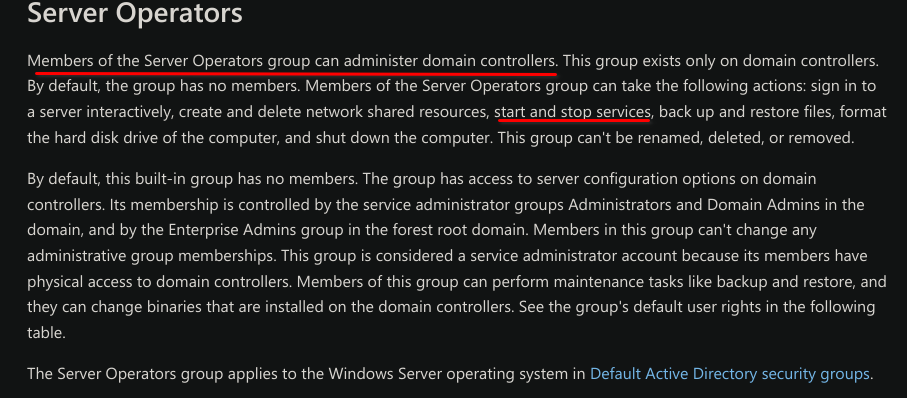 Server Operators
Members of the Server Operators group can administer domain controllers. This group exists only on domain controllers.
By default, the group has no members. Members of the Server Operators group can take the following actions: sign in to
a server interactively, create and delete network shared resources, start and stop services, back up and restore files, format
the hard disk drive of the computer, and shut down the computer. This group can't be renamed, deleted, or removed.
By default, this built-in group has no members. The group has access to server configuration options on domain
controllers. Its membership is controlled by the service administrator groups Administrators and Domain Admins in the
domain, and by the Enterprise Admins group in the forest root domain. Members in this group can't change any
administrative group memberships. This group is considered a service administrator account because its members have
physical access to domain controllers. Members of this group can perform maintenance tasks like backup and restore, and
they can change binaries that are installed on the domain controllers. See the group's default user rights in the following
table.
The Server Operators group applies to the Windows Server operating system in Default Active Directory security groups.